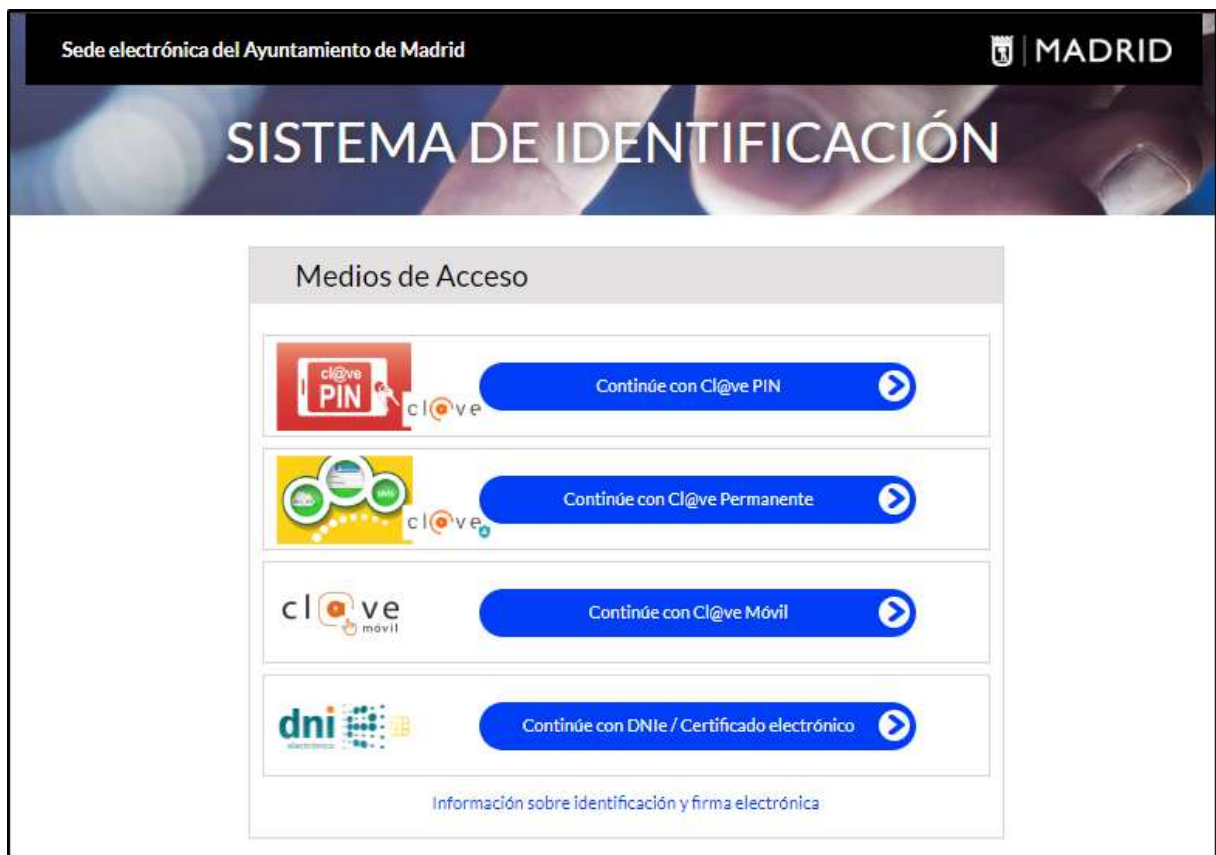 Sede electrónica del Ayuntamiento de Madrid
MADRID
SISTEMA DE IDENTIFICACIÓN
Medios de Acceso
cl@ve
PIN
cl@ve
Continúe con Cl@ve PIN
cl@ve
Continúe con Cl@ve Permanente
cl@ve
móvil
Continúe con Cl@ve Móvil
dni
electrónico
Continúe con DNIe / Certificado electrónico
Información sobre identificación y firma electrónica